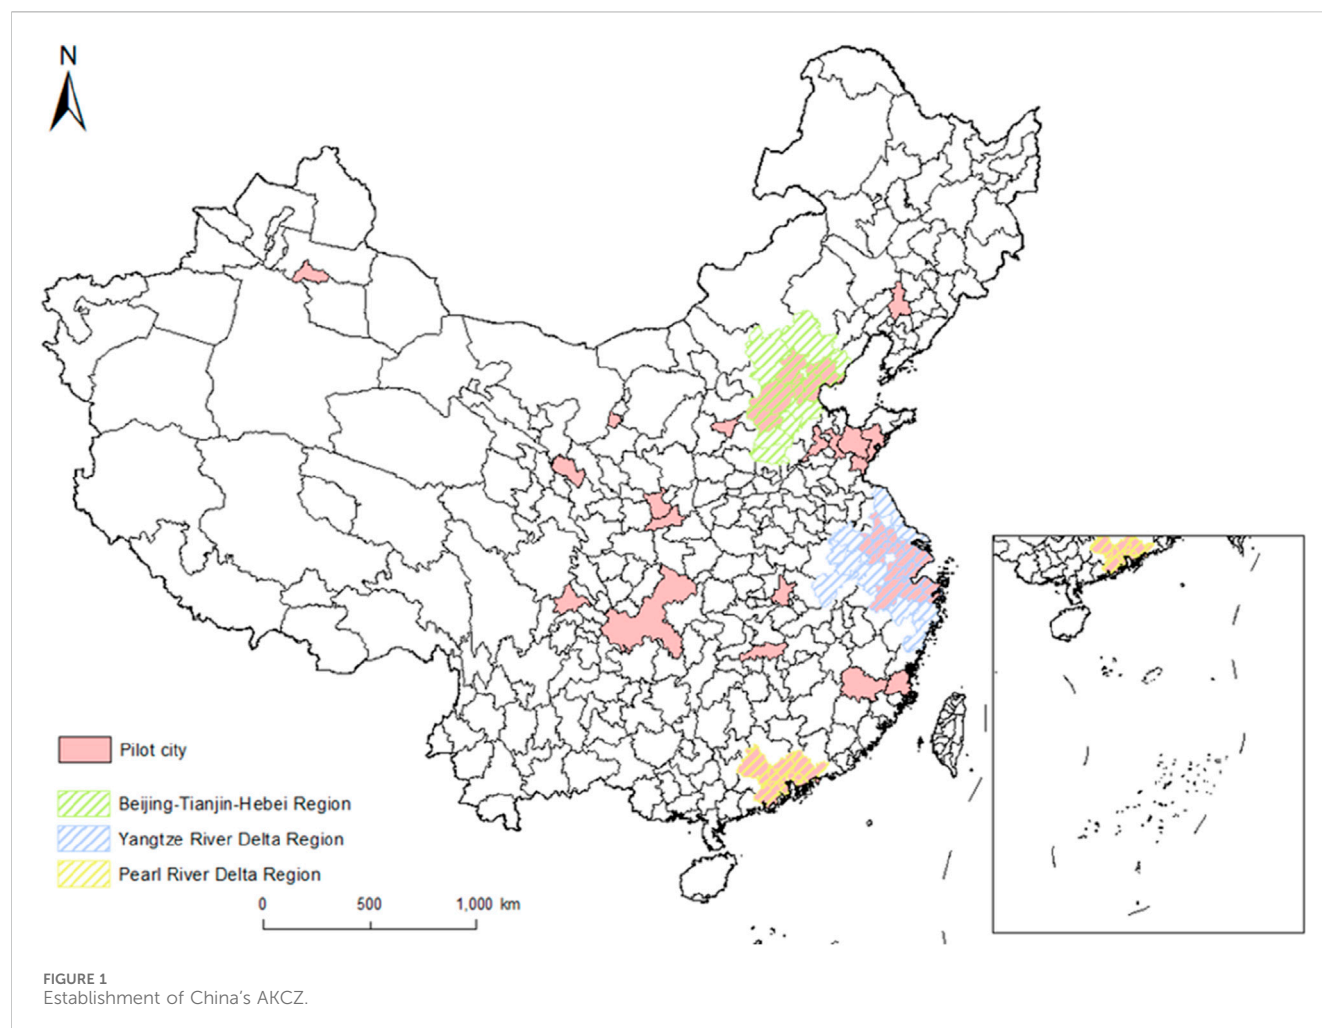 N
Pilot city
Beijing-Tianjin-Hebei Region
Yangtze River Delta Region
Pearl River Delta Region
0 500 1,000 km
FIGURE 1
Establishment of China's AKCZ.